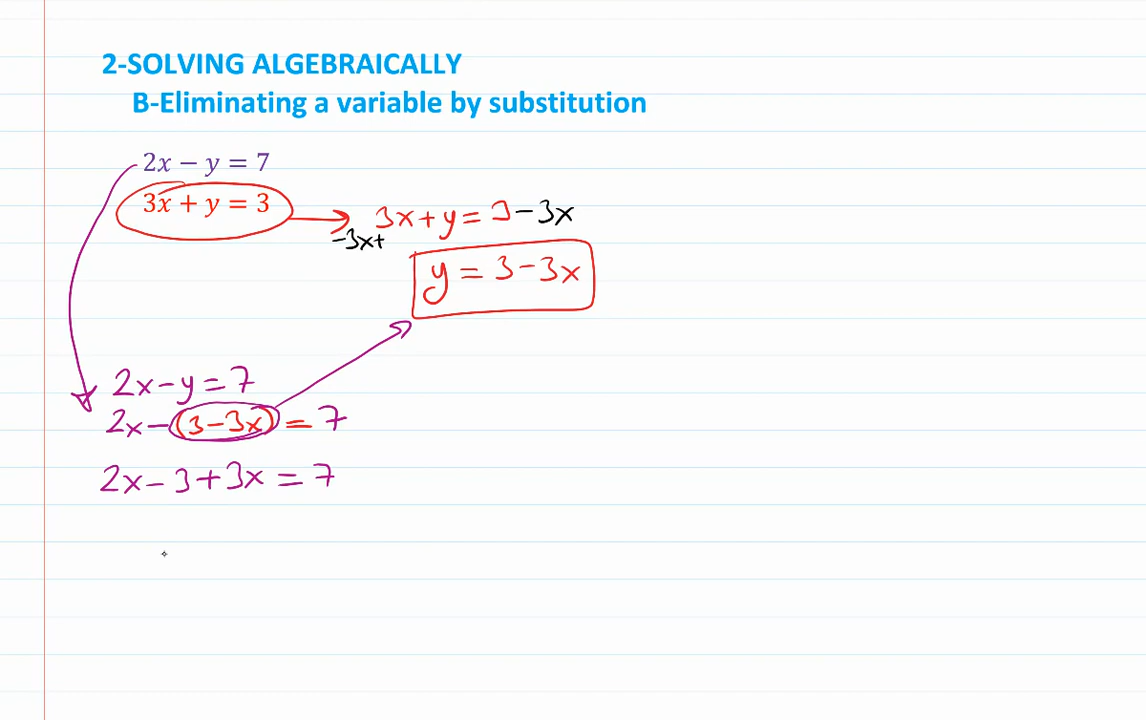 2-SOLVING ALGEBRAICALLY
B-Eliminating a variable by substitution
2x − y = 7
3x + y = 3
3x+y= 3-3x
-3x+
y = 3-3x
2x-y=7
2x-(3-3x) = 7
2x-3+3x = 7